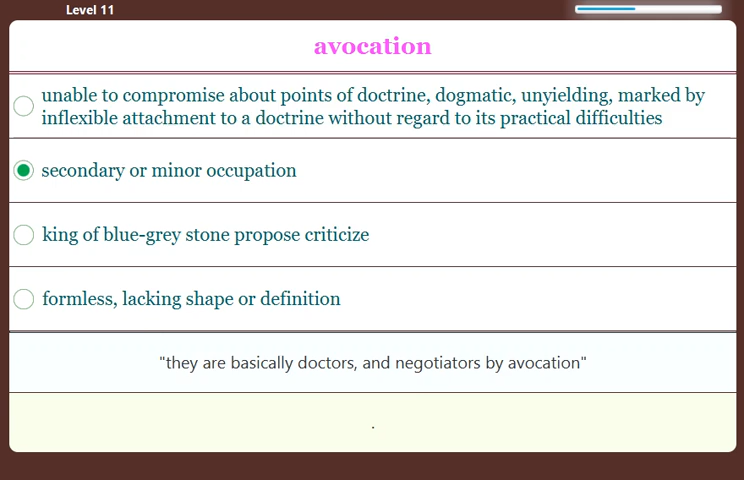 Level 11
avocation
unable to compromise about points of doctrine, dogmatic, unyielding, marked by
inflexible attachment to a doctrine without regard to its practical difficulties
secondary or minor occupation
king of blue-grey stone propose criticize
formless, lacking shape or definition
"they are basically doctors, and negotiators by avocation"
.